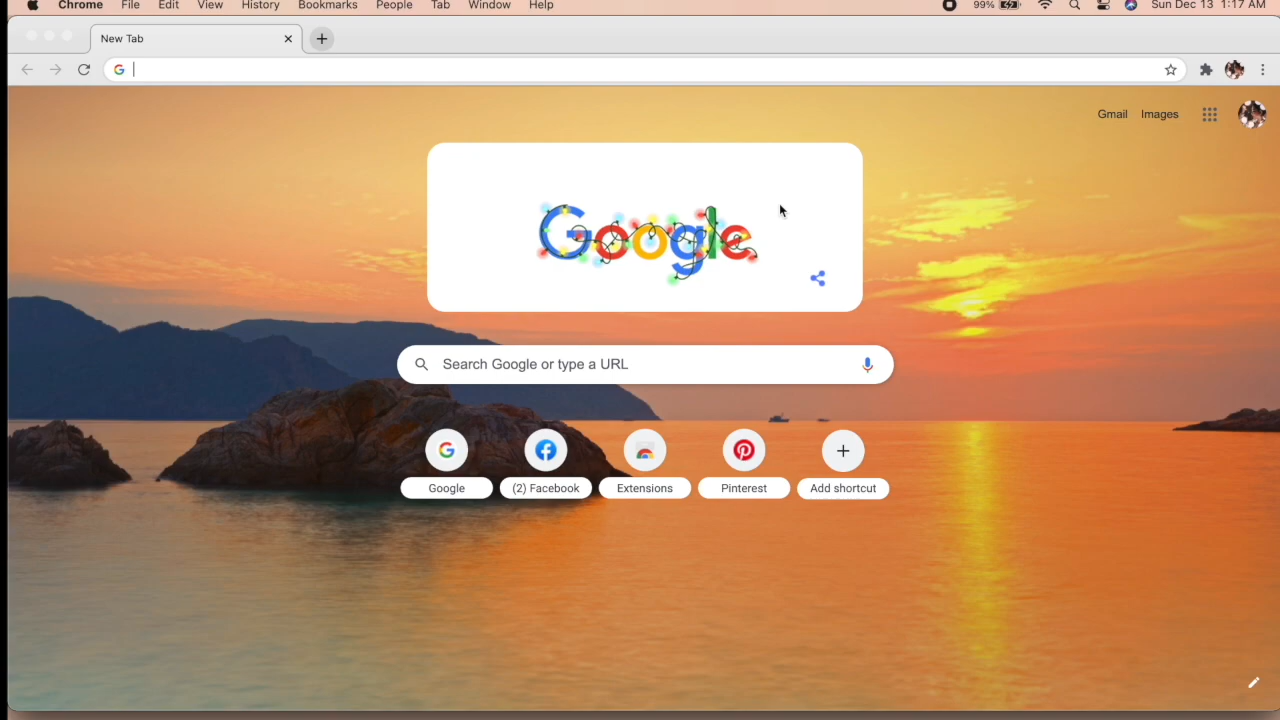 Chrome File Edit View History Bookmarks People Tab Window Help 99% Sun Dec 13 1:17 AM
New Tab
Gmail Images
Google
Search Google or type a URL
Google (2) Facebook Extensions Pinterest Add shortcut